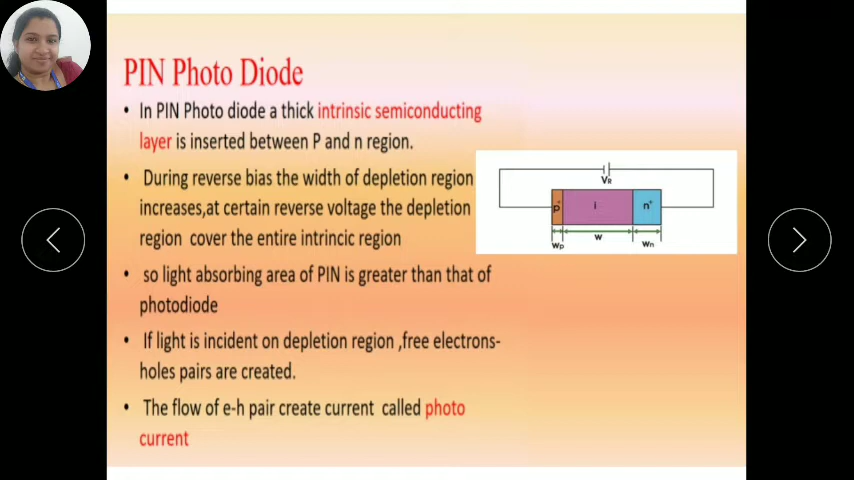 PIN Photo Diode
• In PIN Photo diode a thick intrinsic semiconducting
layer is inserted between P and n region.
• During reverse bias the width of depletion region
increases,at certain reverse voltage the depletion
region cover the entire intrincic region
• so light absorbing area of PIN is greater than that of
photodiode
• If light is incident on depletion region ,free electrons-
holes pairs are created.
• The flow of e-h pair create current called photo
current
VR
p+ i n+
wp w wn